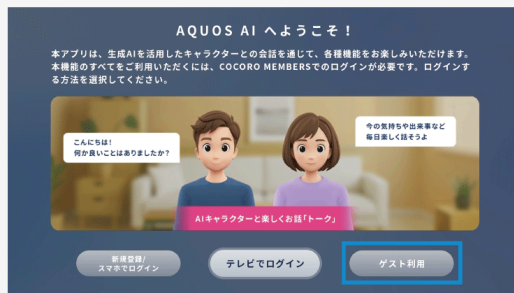 AQUOS AI へようこそ！
本アプリは、生成AIを活用したキャラクターとの会話を通じて、各種機能をお楽しみいただけます。
本機能のすべてをご利用いただくには、COCORO MEMBERSでのログインが必要です。ログインす
る方法を選択してください。
こんにちは！
何か良いことはありましたか？
今の気持ちや出来事など
毎日楽しく話そうよ
AIキャラクターと楽しくお話「トーク」
新規登録/
スマホでログイン
テレビでログイン
ゲスト利用